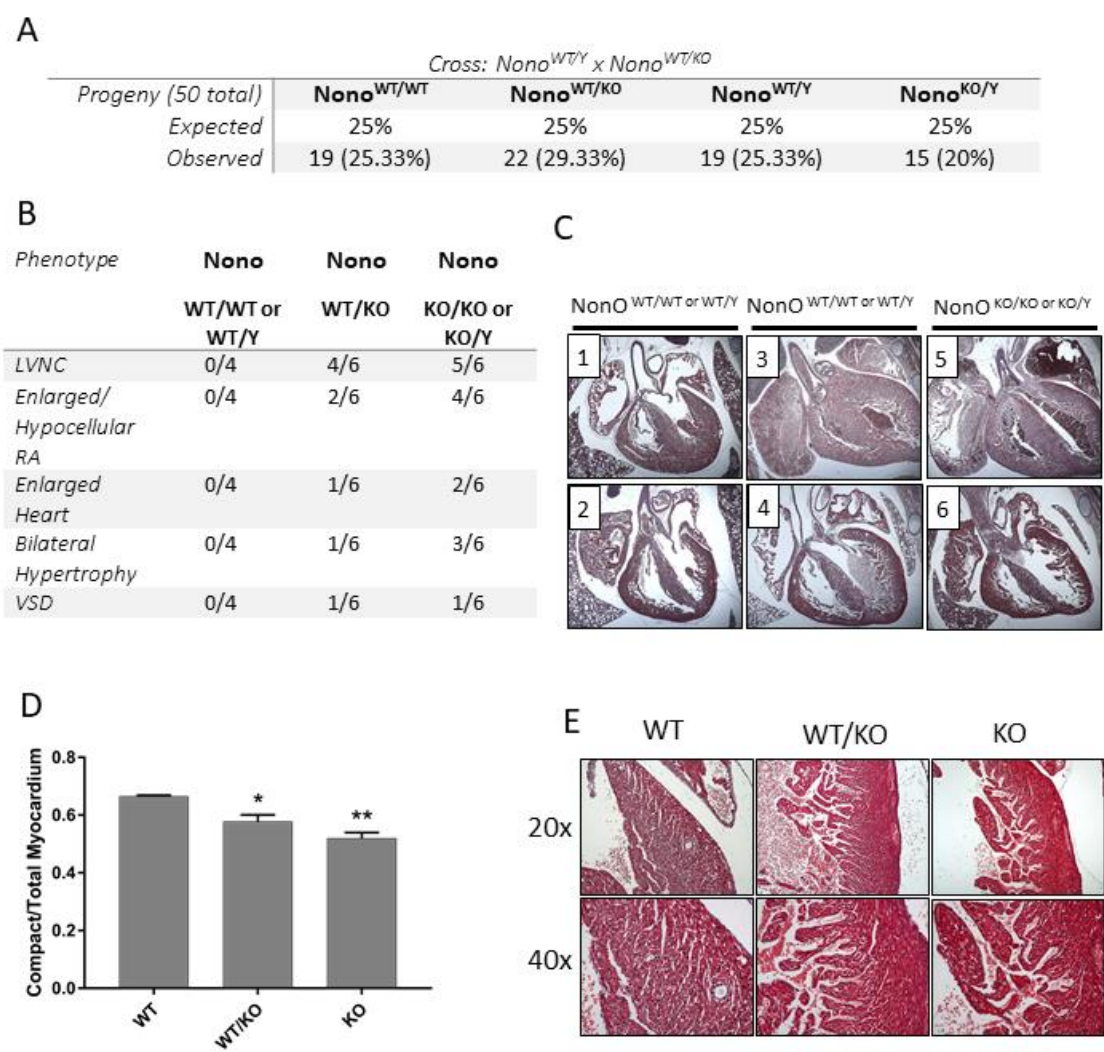 A
Cross: Nono^WT/Y x Nono^WT/KO
Progeny (50 total) Nono^WT/WT Nono^WT/KO Nono^WT/Y Nono^KO/Y
Expected 25% 25% 25% 25%
Observed 19 (25.33%) 22 (29.33%) 19 (25.33%) 15 (20%)
B
Phenotype Nono Nono Nono
WT/WT or WT/KO KO/KO or
WT/Y KO/Y
LVNC 0/4 4/6 5/6
Enlarged/ 0/4 2/6 4/6
Hypocellular
RA
Enlarged 0/4 1/6 2/6
Heart
Bilateral 0/4 1/6 3/6
Hypertrophy
VSD 0/4 1/6 1/6
C
NonO WT/WT or WT/Y NonO WT/WT or WT/Y NonO KO/KO or KO/Y
1 3 5
2 4 6
D
Compact/Total Myocardium
0.8
0.6
0.4
0.2
0.0
* **
WT WT/KO KO
E
WT WT/KO KO
20x
40x